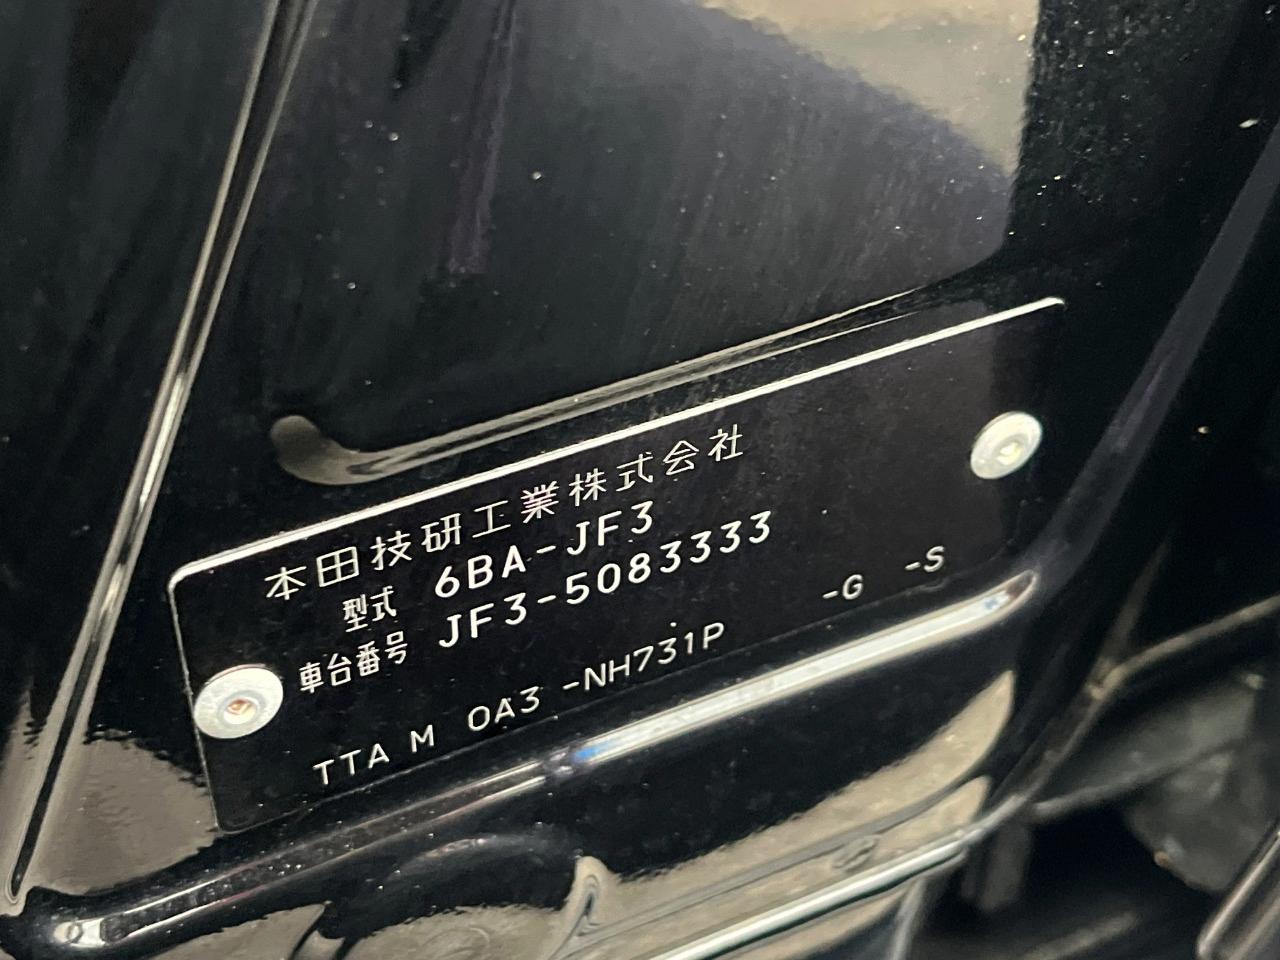 本田技研工業株式会社
型式 6BA-JF3
車台番号 JF3-5083333
TTA M 0A3 -NH731P -G -S